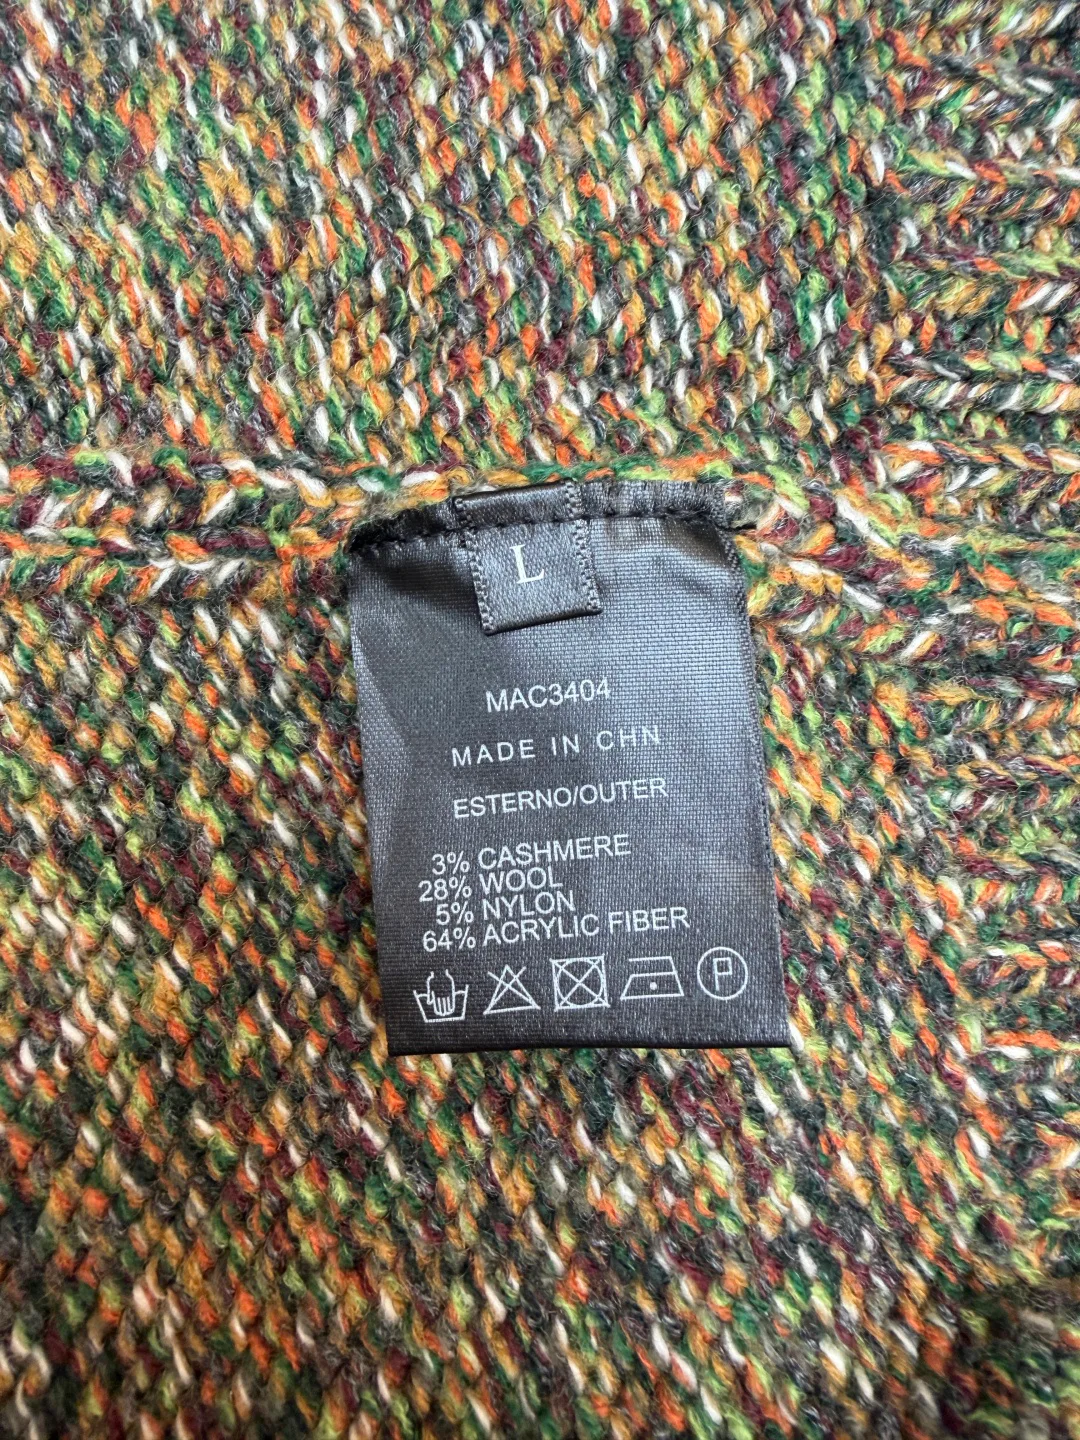 L
MAC3404
MADE IN CHN
ESTERNO/OUTER
3% CASHMERE
28% WOOL
5% NYLON
64% ACRYLIC FIBER
P